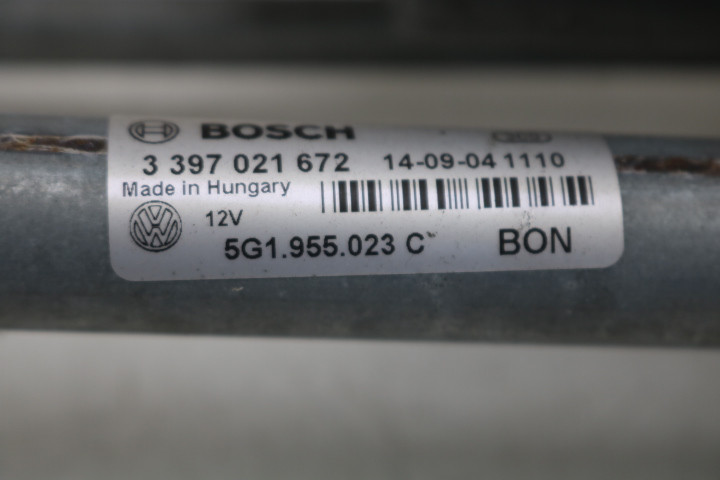 BOSCH
3 397 021 672 14-09-04 1110
Made in Hungary
12V
5G1.955.023 C BON